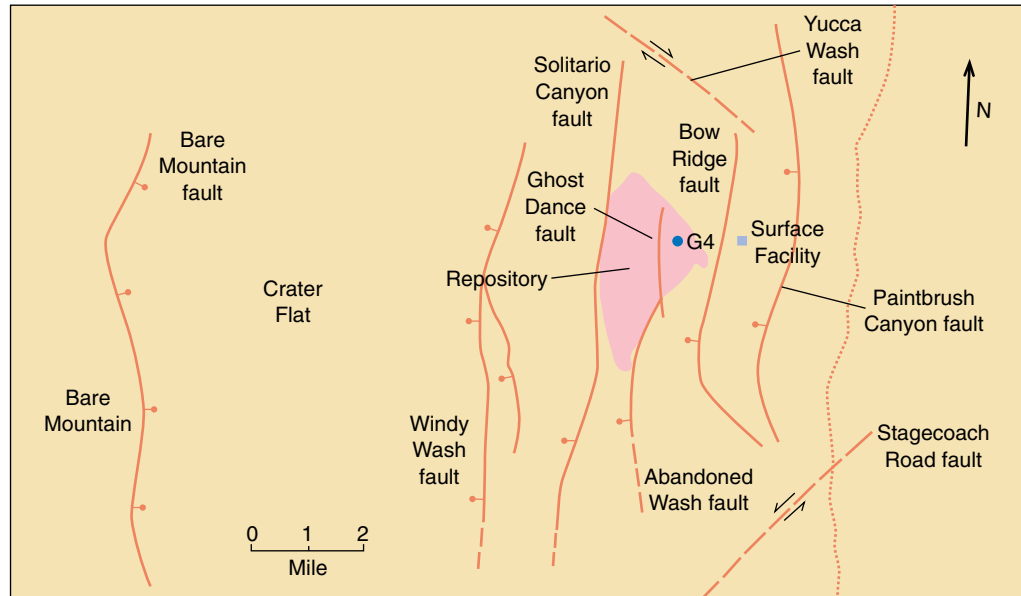 Yucca
Wash
fault
Solitario
Canyon
fault
N
Bare
Mountain
fault
Bow
Ridge
fault
Ghost
Dance
fault
G4
Surface
Facility
Repository
Crater
Flat
Paintbrush
Canyon fault
Bare
Mountain
Windy
Wash
fault
Stagecoach
Road fault
Abandoned
Wash fault
0 1 2
Mile